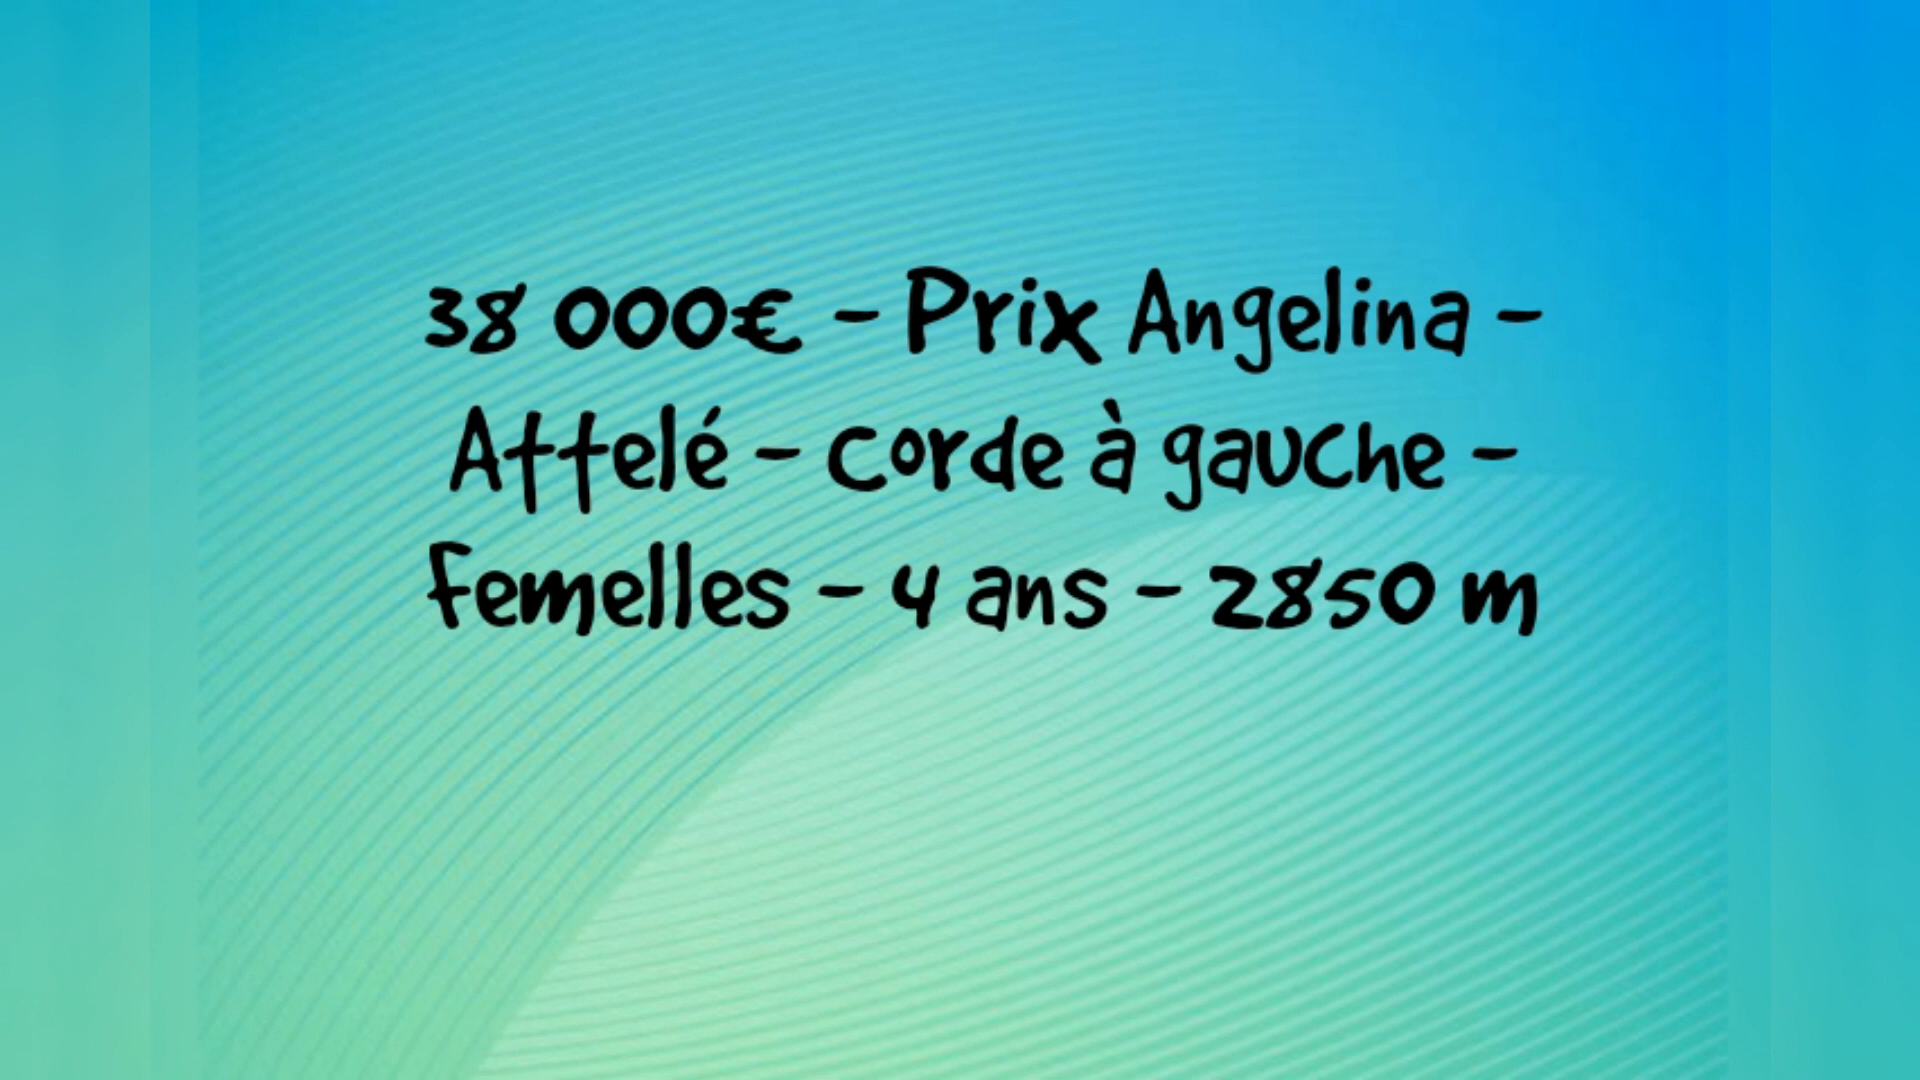 38 000€ - Prix Angelina -
Attelé - corde à gauche -
Femelles - 4 ans - 2850 m